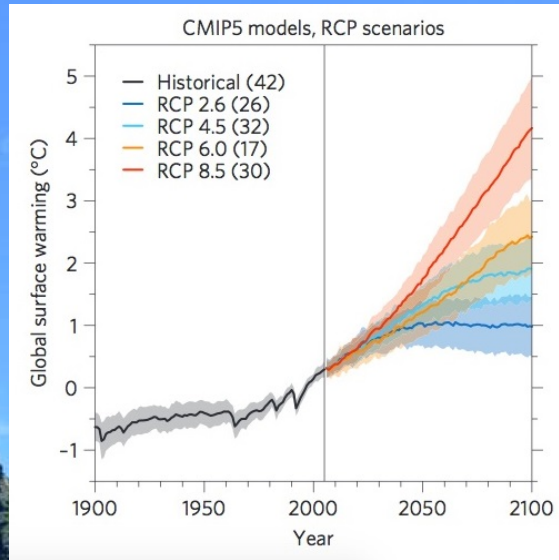 CMIP5 models, RCP scenarios
Historical (42)
RCP 2.6 (26)
RCP 4.5 (32)
RCP 6.0 (17)
RCP 8.5 (30)
Global surface warming (°C)
5
4
3
2
1
0
−1
1900 1950 2000 2050 2100
Year